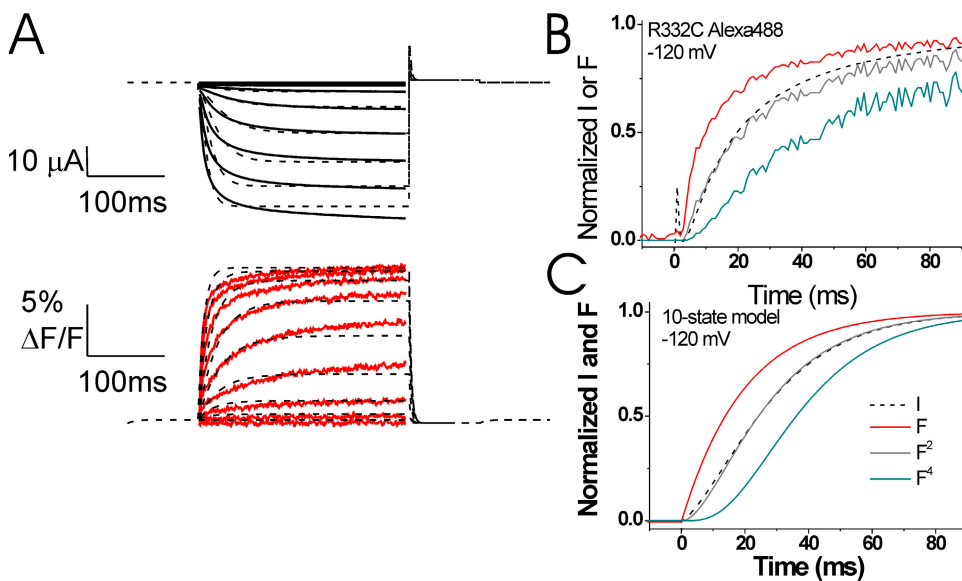 A
10 µA
100ms
5%
ΔF/F
100ms
B
R332C Alexa488
-120 mV
Normalized I or F
1.0
0.5
0.0
0
20
40
60
80
Time (ms)
C
10-state model
-120 mV
Normalized I and F
1.0
0.5
0.0
I
F
F²
F⁴
0
20
40
60
80
Time (ms)